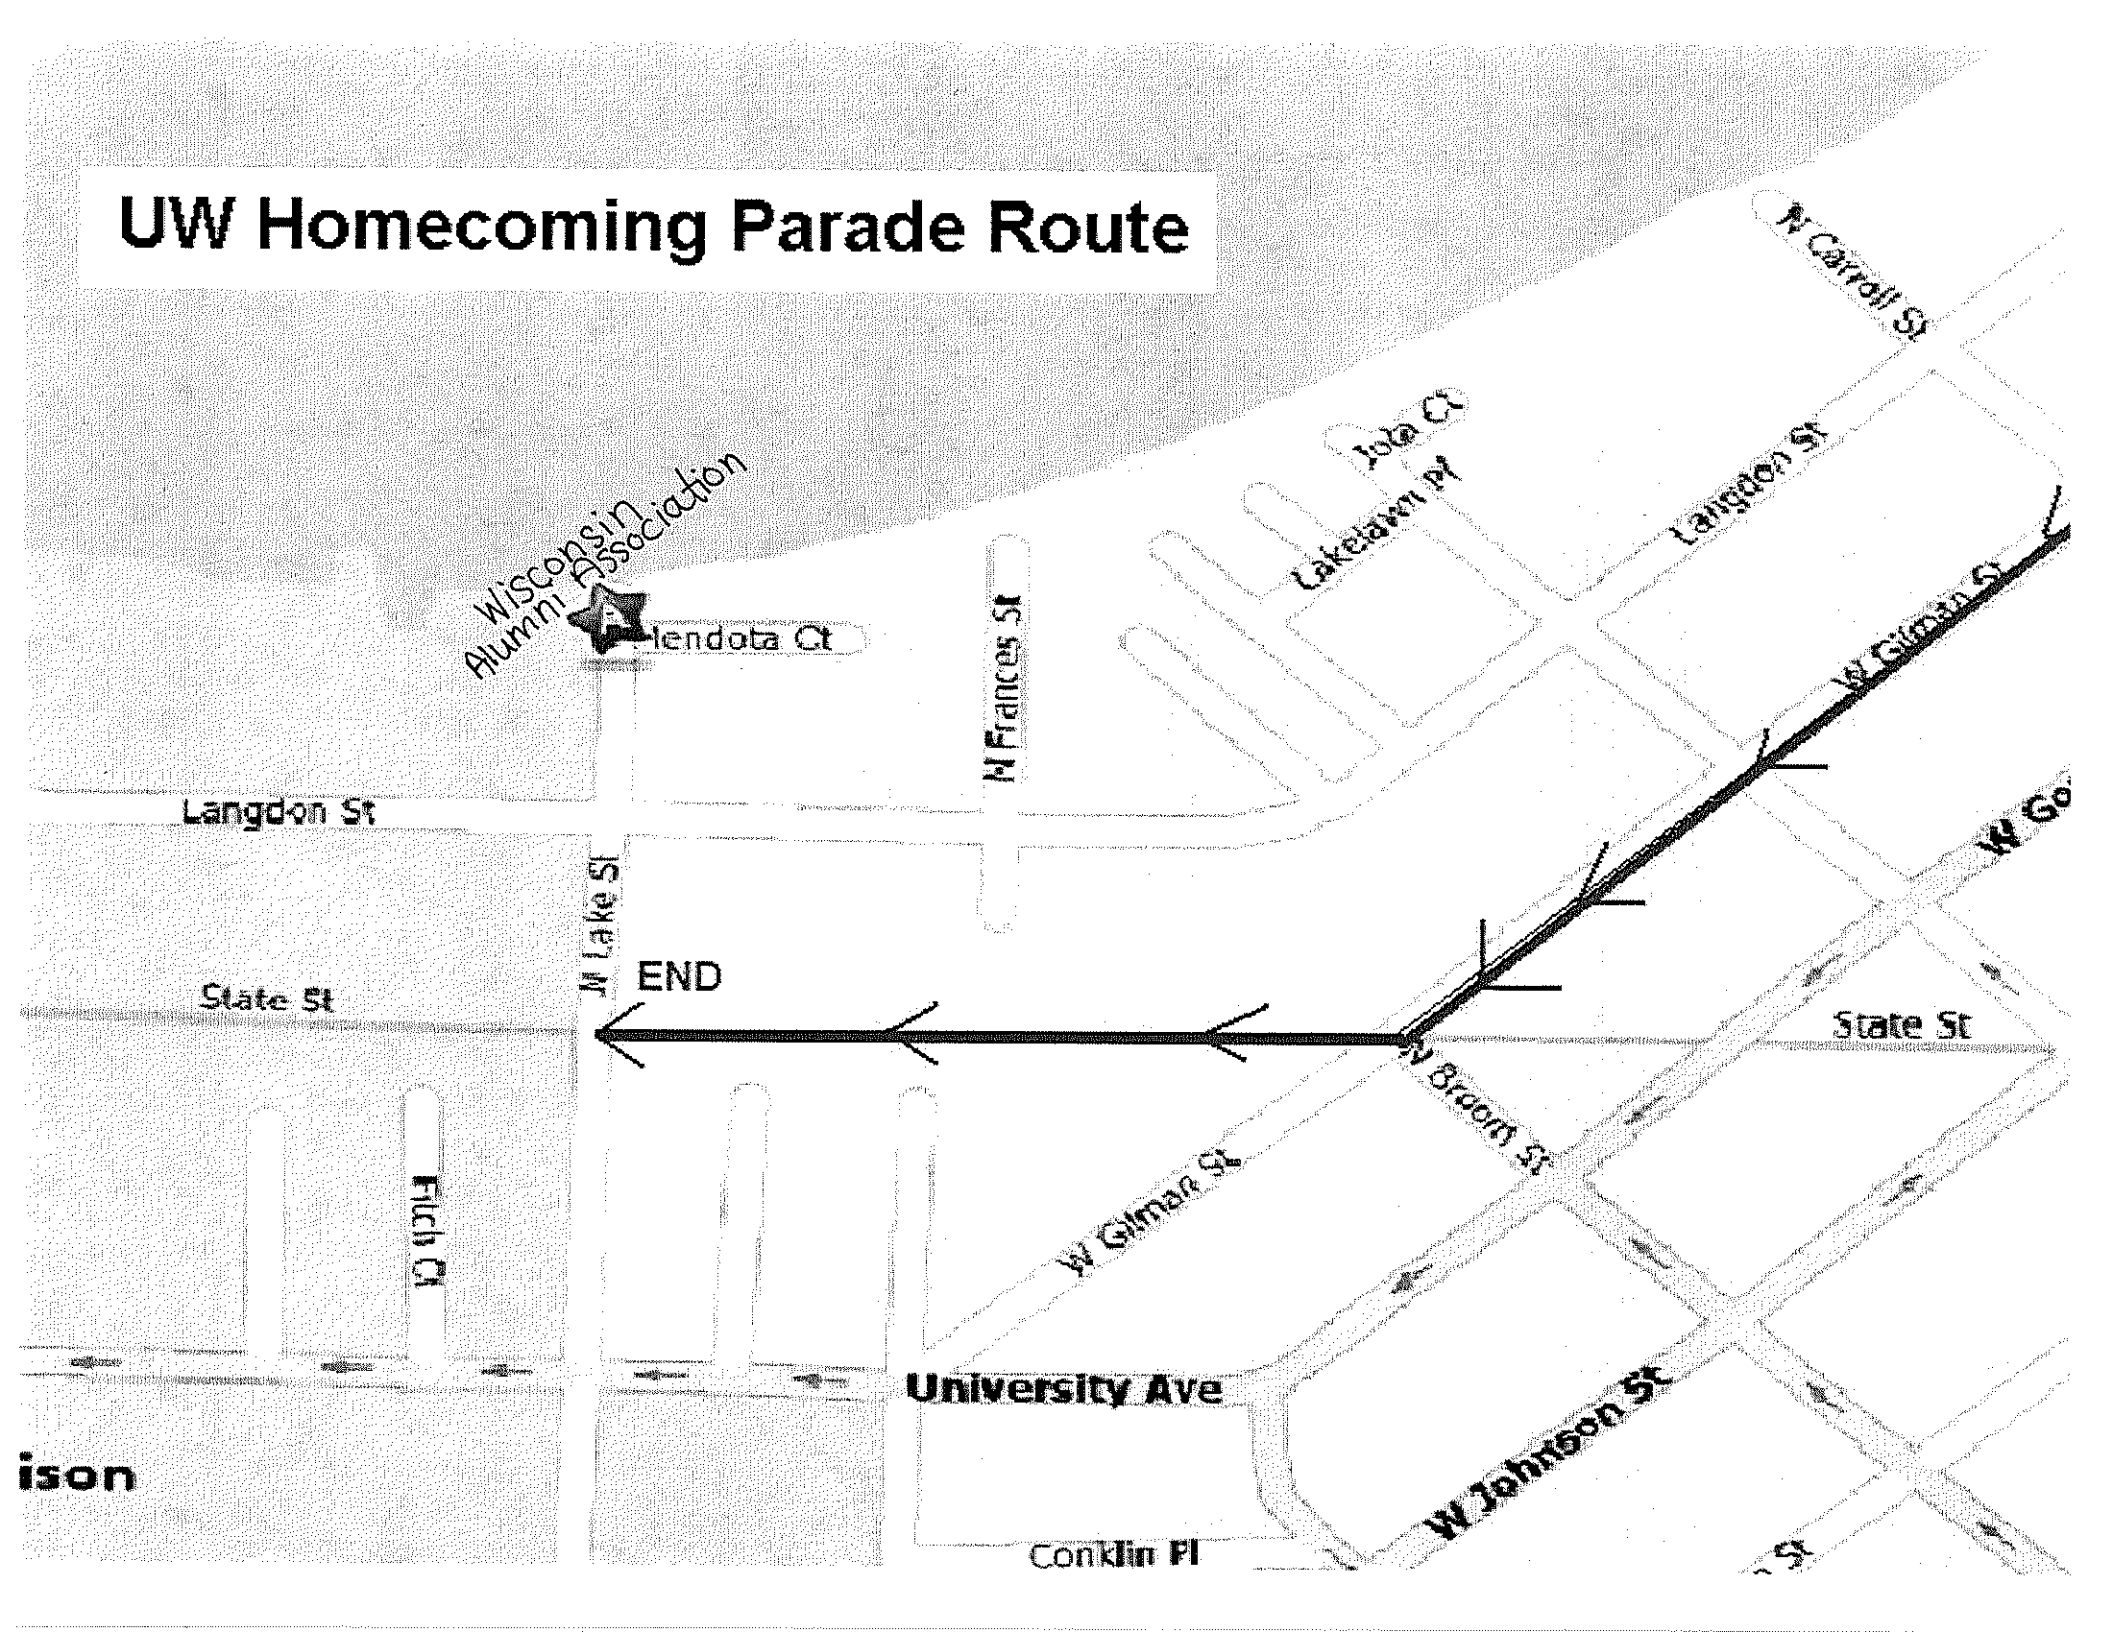 UW Homecoming Parade Route
N Carroll St
Iota Ct
Lakelawn Pl
Langdon St
Wisconsin
Alumni Association
Mendota Ct
N Frances St
W Gilman St
Langdon St
W Go
N Lake St
END
State St
State St
N Broom St
Fitch Ct
W Gilman St
University Ave
W Johnson St
ison
Conklin Pl
St